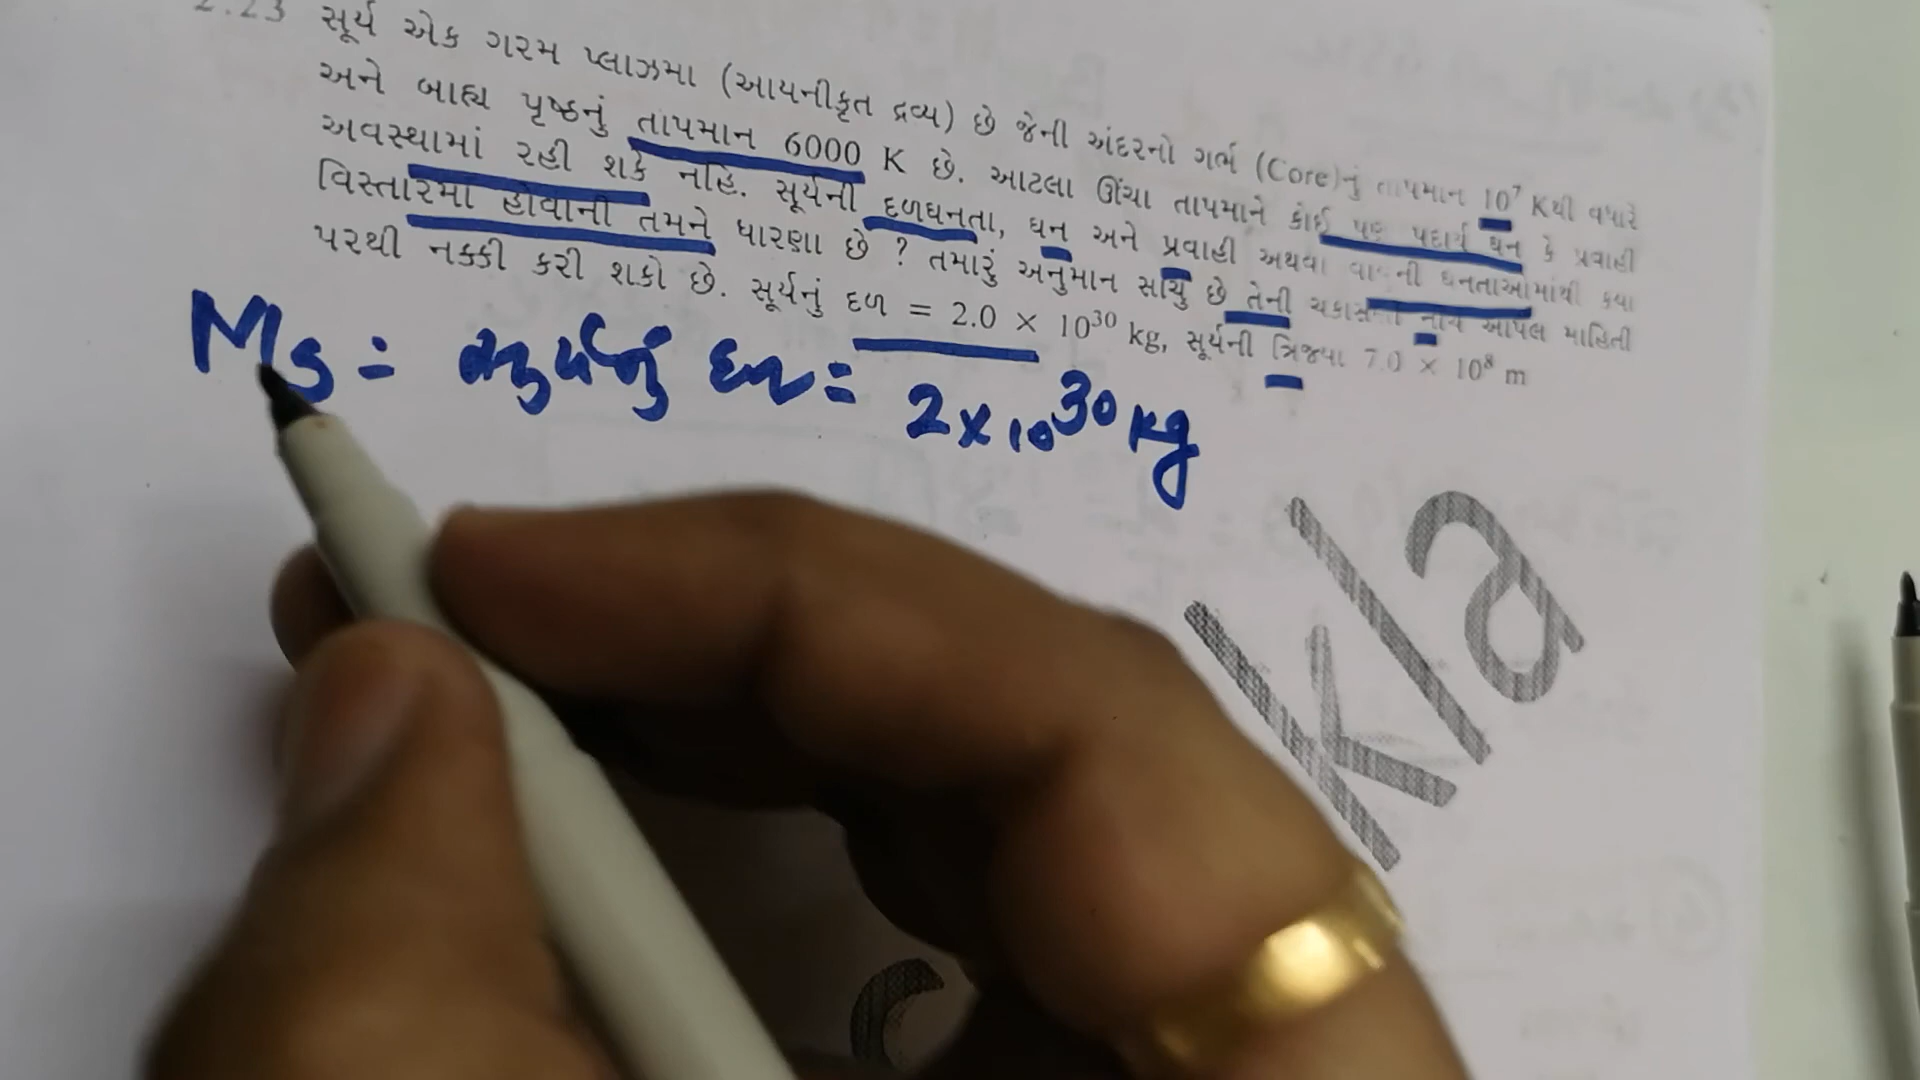 2.23 સૂર્ય એક ગરમ પ્લાઝમા (આયનીકૃત દ્રવ્ય) છે જેની અંદરનો ગર્ભ (Core)નું તાપમાન 10⁷ Kથી વધારે
અને બાહ્ય પૃષ્ઠનું તાપમાન 6000 K છે. આટલા ઊંચા તાપમાને કોઈ પણ પદાર્થ ઘન કે પ્રવાહી
અવસ્થામાં રહી શકે નહિ. સૂર્યની દળઘનતા, ઘન અને પ્રવાહી અથવા વાયુની ઘનતાઓમાંથી કયા
વિસ્તારમાં હોવાની તમને ધારણા છે ? તમારું અનુમાન સાચું છે તેની ચકાસણી નીચે આપેલ માહિતી
પરથી નક્કી કરી શકો છે. સૂર્યનું દળ = 2.0 × 10³⁰ kg, સૂર્યની ત્રિજ્યા 7.0 × 10⁸ m
Ms = સુર્યનું દળ = 2×10³⁰ kg
kla